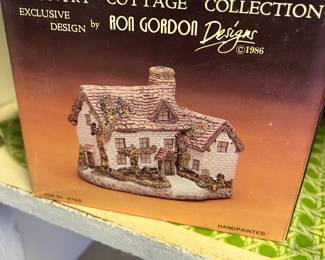 COTTAGE COLLECTION
EXCLUSIVE
DESIGN by RON GORDON Designs
©1986
HANDPAINTED